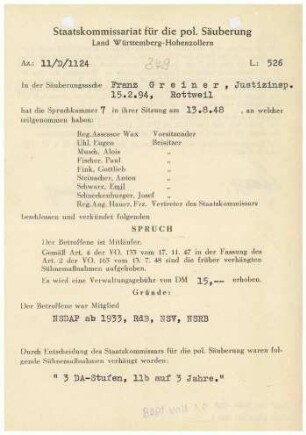 Staatskommissariat für die pol. Säuberung
Land Württemberg-Hohenzollern
Az.: 11/D/1124
L: 526
In der Säuberungssache Franz Greiner, Justizinsp.
15.2.94, Rottweil
hat die Spruchkammer 7 in ihrer Sitzung am 13.8.48, an welcher
teilgenommen haben:
Reg.Assessor Wax Vorsitzender
Uhl, Eugen Beisitzer
Musch, Alois "
Fischer, Paul "
Fink, Gottlieb "
Steinacher, Anton "
Schwarz, Emil "
Schneckenburger, Josef "
Reg.Ang. Hauer, Fix. Vertreter des Staatskommissars
beschlossen und verkündet folgenden
SPRUCH
Der Betroffene ist Mitläufer.
Gemäß Art. 4 der VO. 133 vom 17. 11. 47 in der Fassung des
Art. 2 der VO. 165 vom 13. 7. 48 sind die früher verhängten
Sühnemaßnahmen aufgehoben.
Es wird eine Verwaltungsgebühr von DM 15,-- erhoben.
Gründe:
Der Betroffene war Mitglied
NSDAP ab 1933, RdB, NSV, NSRB
Durch Entscheidung des Staatskommissars für die pol. Säuberung waren fol-
gende Sühnemaßnahmen verhängt worden:
" 3 DA-Stufen, 11b auf 3 Jahre."